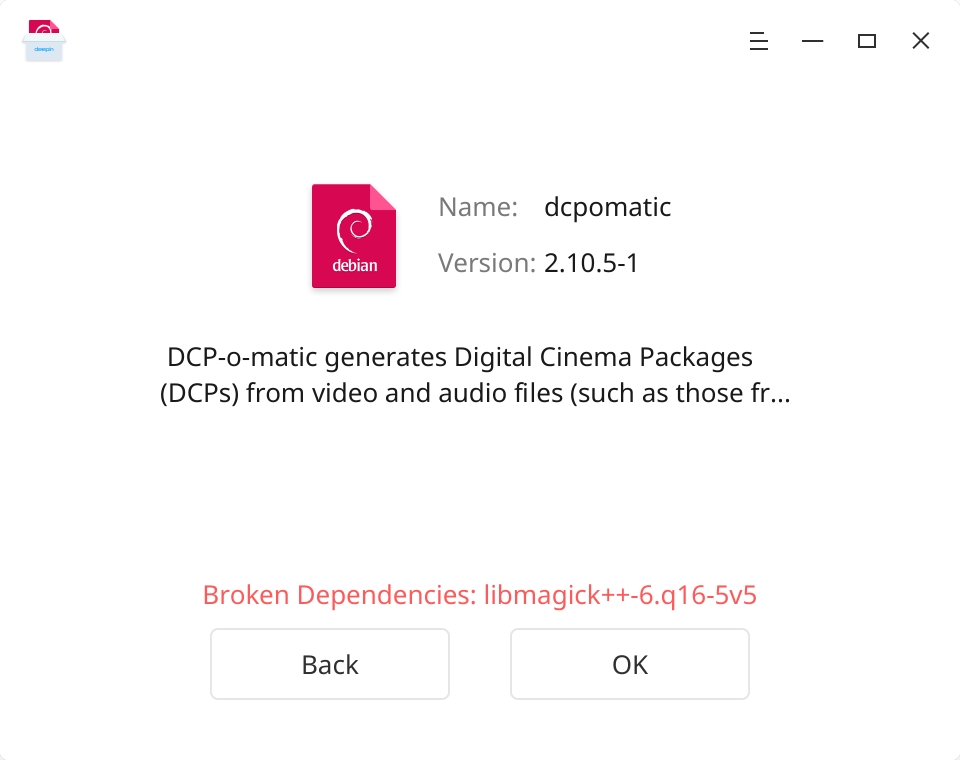 deepin
debian
Name: dcpomatic
Version: 2.10.5-1
DCP-o-matic generates Digital Cinema Packages
(DCPs) from video and audio files (such as those fr...
Broken Dependencies: libmagick++-6.q16-5v5
Back OK